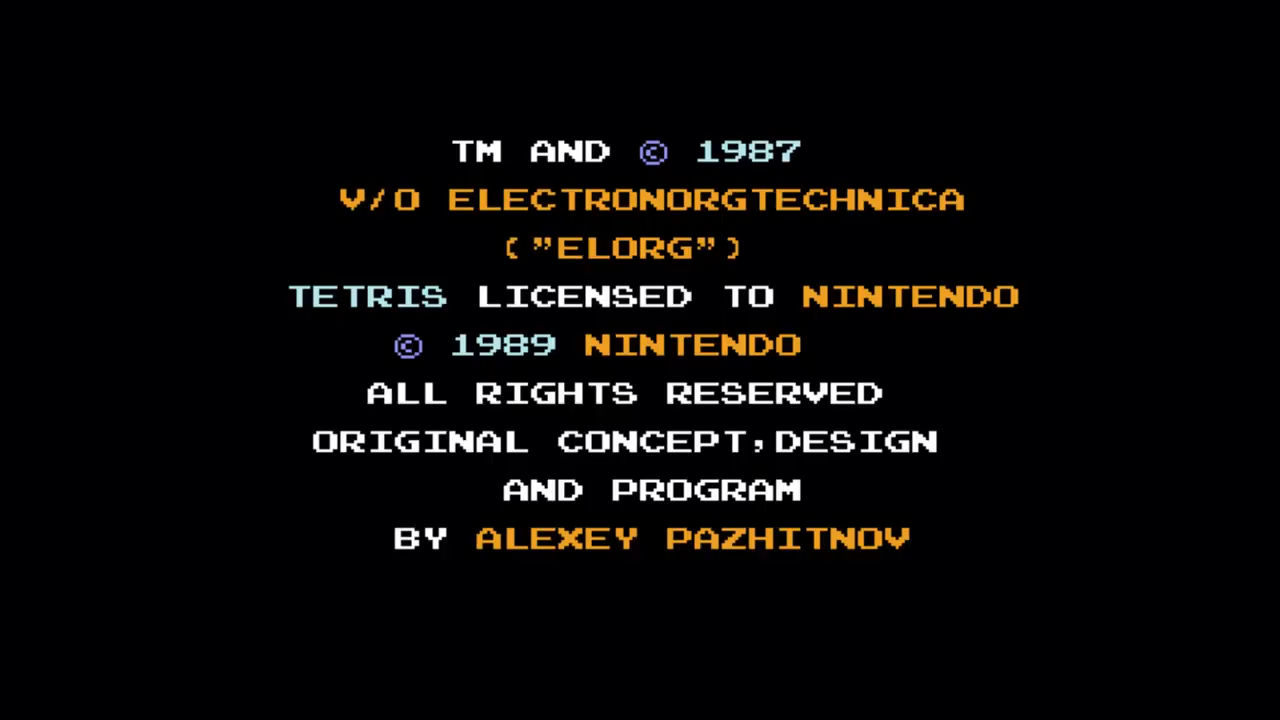 TM AND © 1987
V/O ELECTRONORGTECHNICA
("ELORG")
TETRIS LICENSED TO NINTENDO
© 1989 NINTENDO
ALL RIGHTS RESERVED
ORIGINAL CONCEPT,DESIGN
AND PROGRAM
BY ALEXEY PAZHITNOV